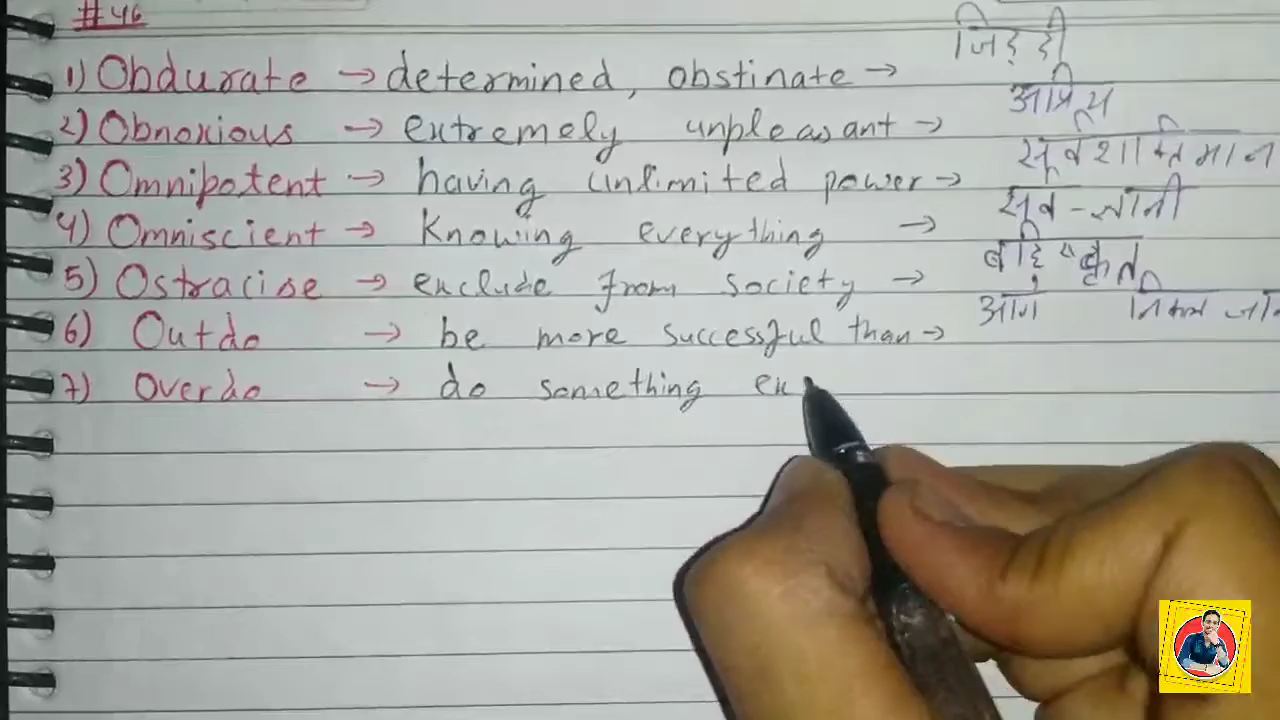 #46
1) Obdurate → determined, obstinate → जिद्दी
2) Obnoxious → extremely unpleasant → अप्रिय
3) Omnipotent → having unlimited power → सर्वशक्तिमान
4) Omniscient → Knowing everything → सर्व-ज्ञानी
5) Ostracise → exclude from society → बहिष्कृत
6) Outdo → be more successful than → आगे
7) Overdo → do something ex